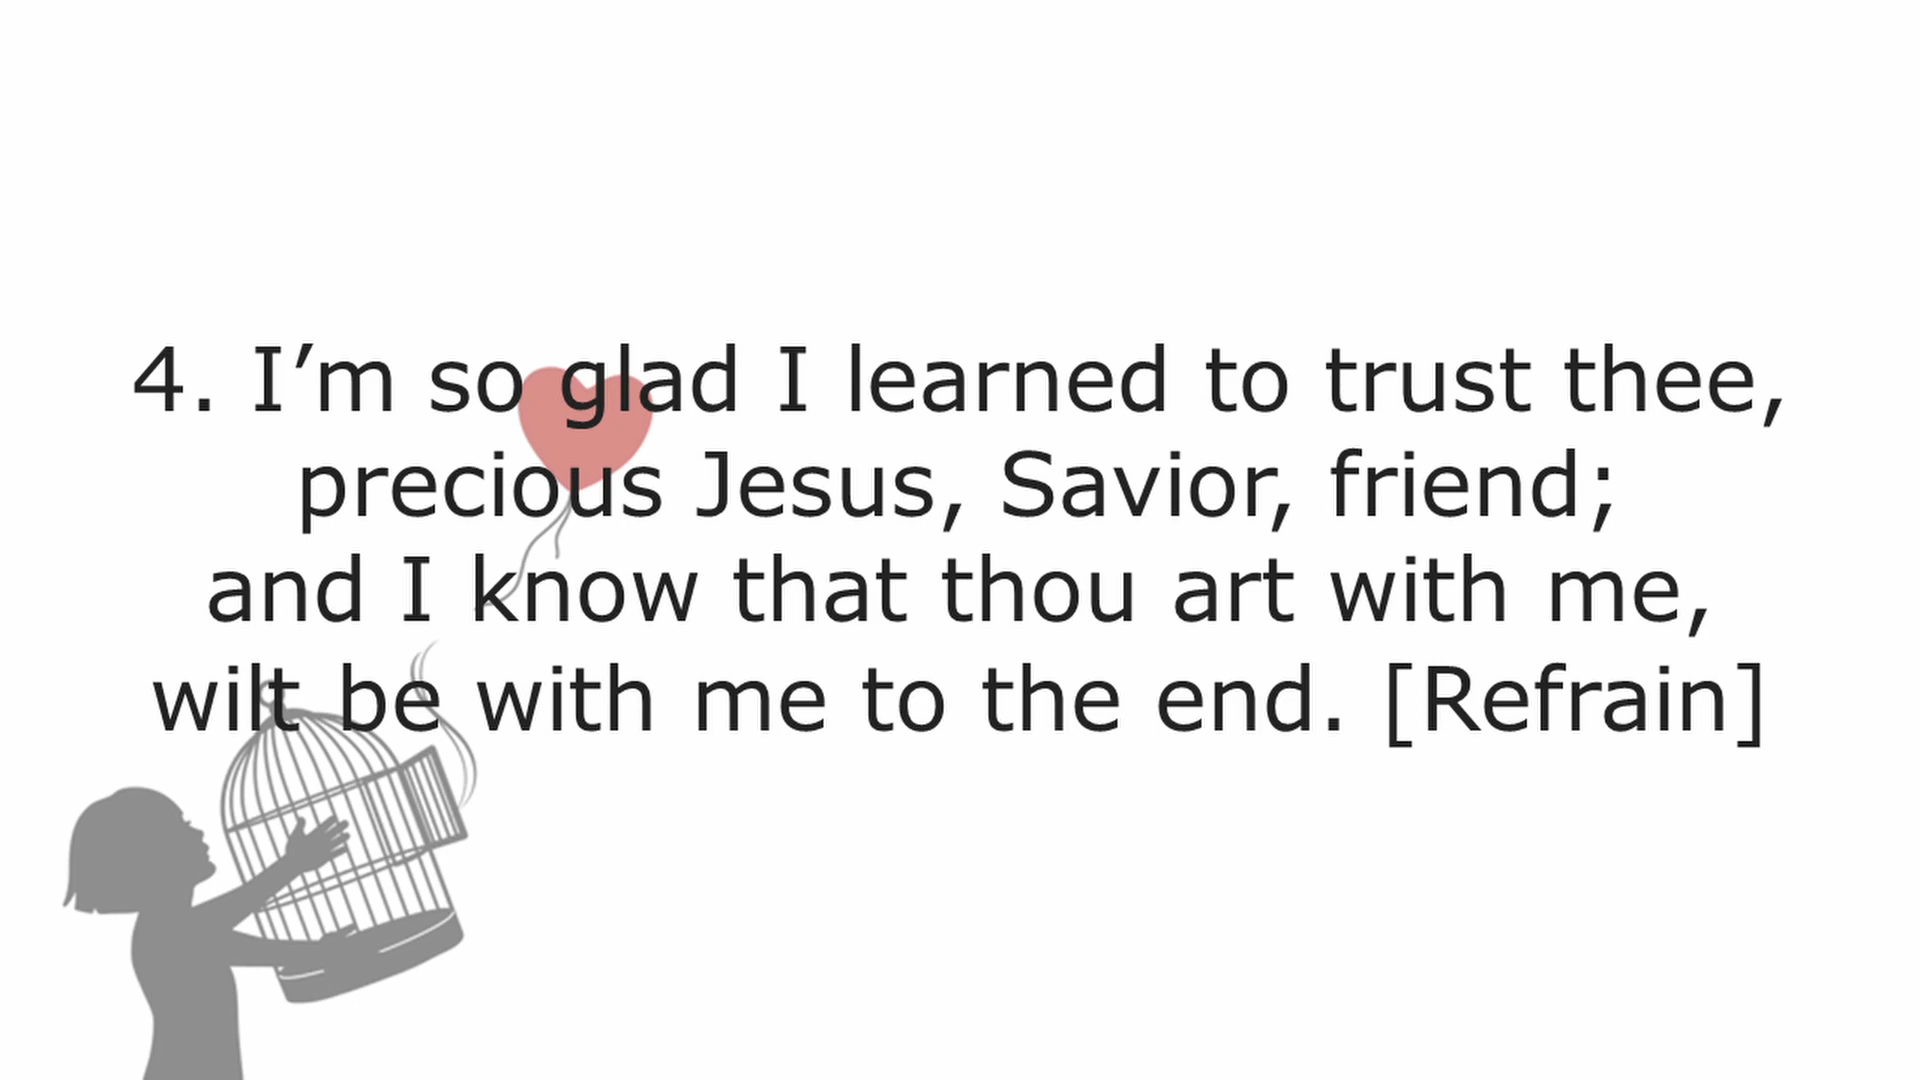 4. I’m so glad I learned to trust thee,
precious Jesus, Savior, friend;
and I know that thou art with me,
wilt be with me to the end. [Refrain]